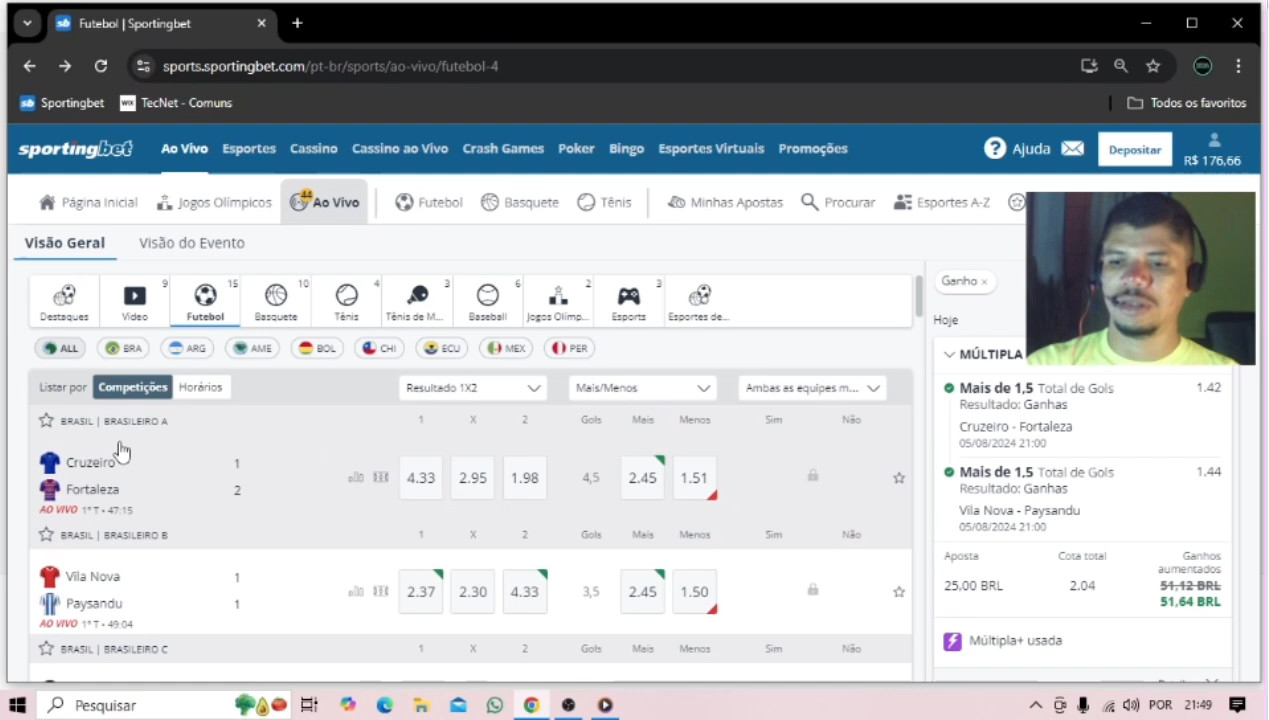 Futebol | Sportingbet
sports.sportingbet.com/pt-br/sports/ao-vivo/futebol-4
Sportingbet TecNet - Comuns Todos os favoritos
sportingbet Ao Vivo Esportes Cassino Cassino ao Vivo Crash Games Poker Bingo Esportes Virtuais Promoções ? Ajuda Depositar R$ 176,66
Página Inicial Jogos Olímpicos 44 Ao Vivo Futebol Basquete Tênis Minhas Apostas Procurar Esportes A-Z
Visão Geral Visão do Evento
9 15 10 4 3 6 2 3
Destaques Vídeo Futebol Basquete Tênis Tênis de M... Baseball Jogos Olímp... Esports Esportes de...
Ganho ×
Hoje
ALL BRA ARG AME BOL CHI ECU MEX PER
Listar por Competições Horários Resultado 1X2 Mais/Menos Ambas as equipes m...
BRASIL | BRASILEIRO A 1 X 2 Gols Mais Menos Sim Não
Cruzeiro 1
Fortaleza 2
4.33 2.95 1.98 4,5 2.45 1.51
AO VIVO 1ª T • 47:15
BRASIL | BRASILEIRO B 1 X 2 Gols Mais Menos Sim Não
Vila Nova 1
Paysandu 1
2.37 2.30 4.33 3,5 2.45 1.50
AO VIVO 1ª T • 49:04
BRASIL | BRASILEIRO C 1 X 2 Gols Mais Menos Sim Não
MÚLTIPLA
Mais de 1,5 Total de Gols 1.42
Resultado: Ganhas
Cruzeiro - Fortaleza
05/08/2024 21:00
Mais de 1,5 Total de Gols 1.44
Resultado: Ganhas
Vila Nova - Paysandu
05/08/2024 21:00
Aposta Cota total Ganhos
aumentados
25,00 BRL 2.04 51,12 BRL
51,64 BRL
Múltipla+ usada
Pesquisar POR 21:49